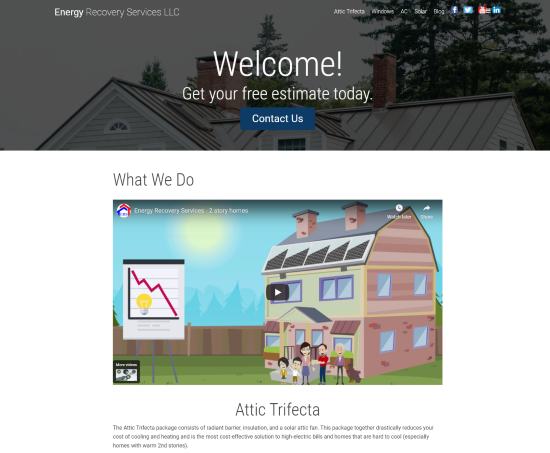 Energy Recovery Services LLC
Attic Trifecta Windows AC Solar Blog
Welcome!
Get your free estimate today.
Contact Us
What We Do
Energy Recovery Services - 2 story homes
Watch later Share
More videos
Attic Trifecta
The Attic Trifecta package consists of radiant barrier, insulation, and a solar attic fan. This package together drastically reduces your
cost of cooling and heating and is the most cost-effective solution to high-electric bills and homes that are hard to cool (especially
homes with warm 2nd stories).